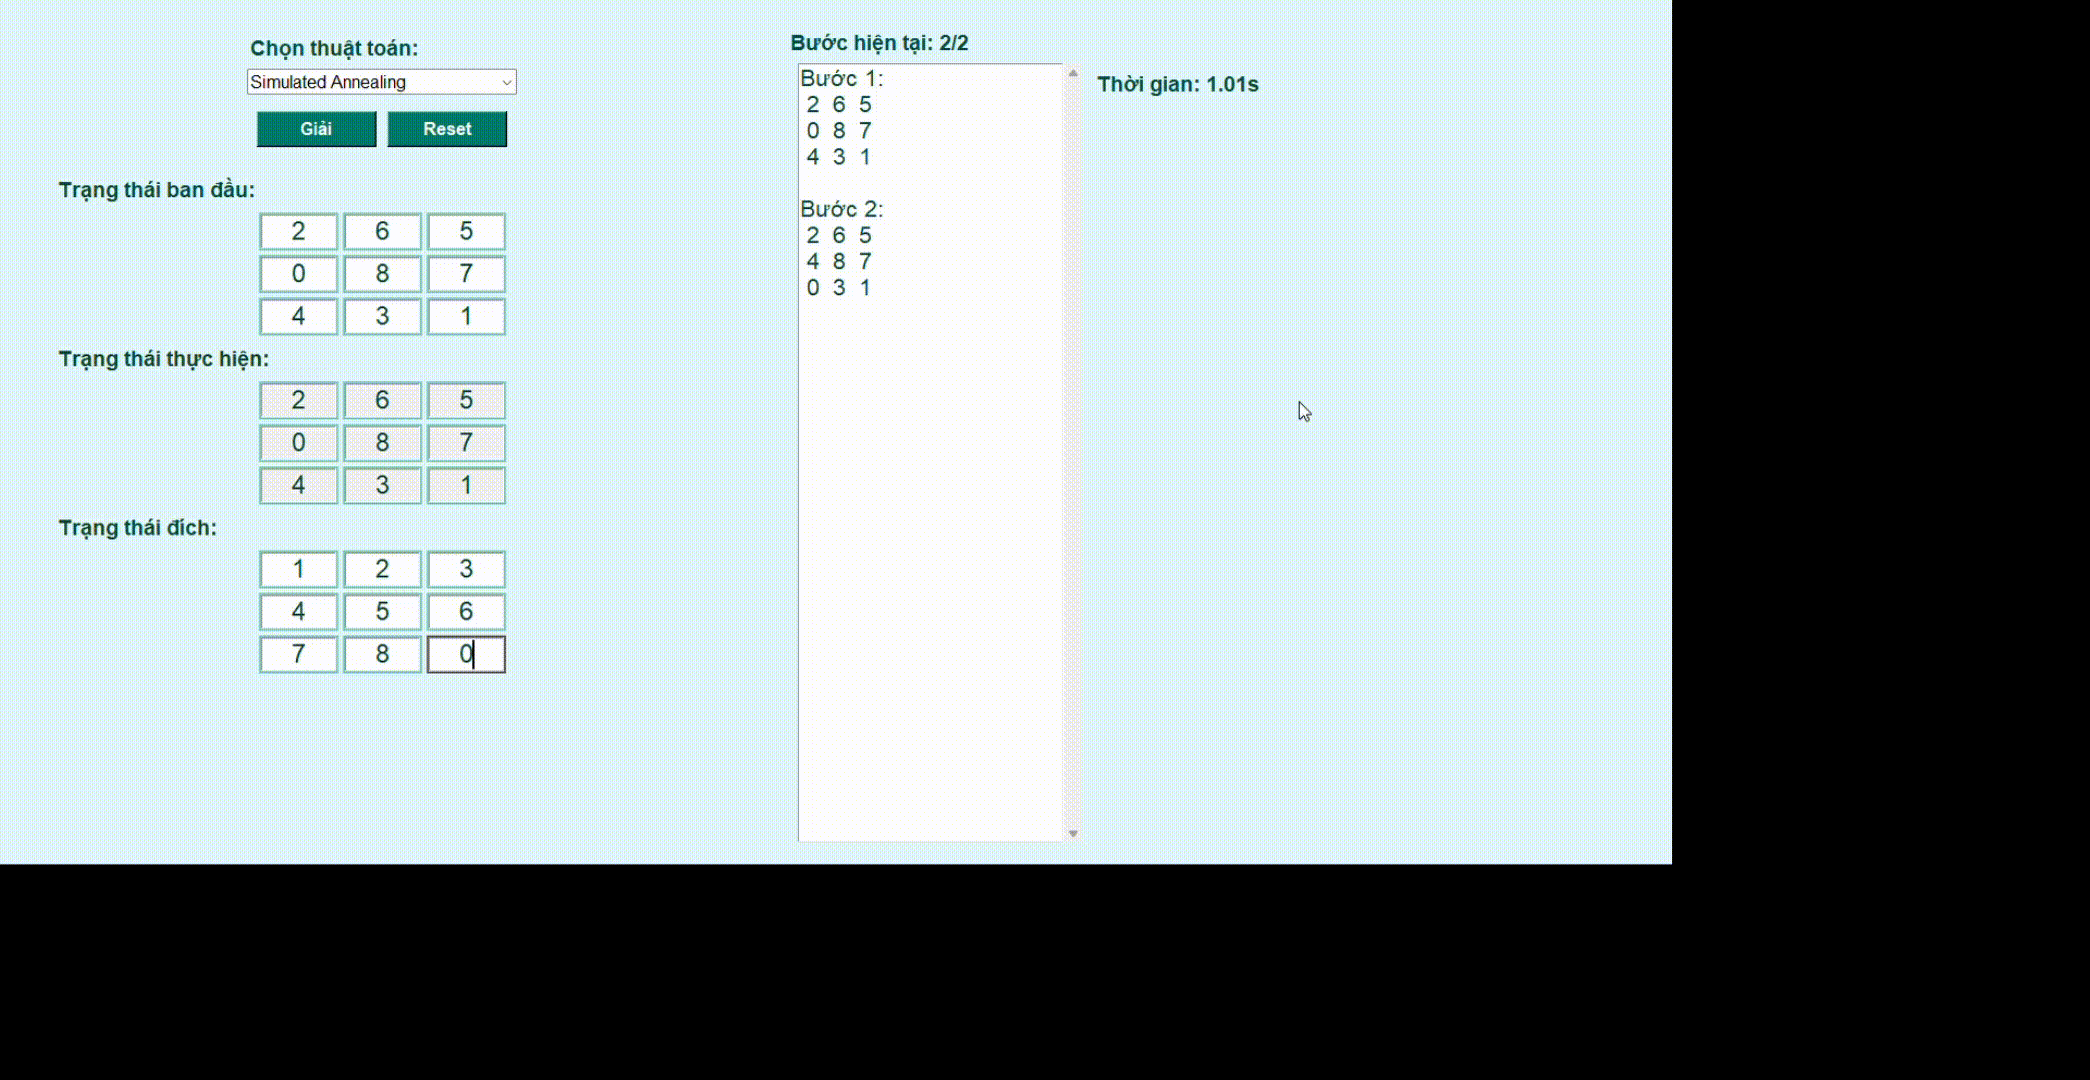 Chọn thuật toán:
Simulated Annealing
Giải Reset
Trạng thái ban đầu:
2 6 5
0 8 7
4 3 1
Trạng thái thực hiện:
2 6 5
0 8 7
4 3 1
Trạng thái đích:
1 2 3
4 5 6
7 8 0
Bước hiện tại: 2/2
Bước 1:
2 6 5
0 8 7
4 3 1
Bước 2:
2 6 5
4 8 7
0 3 1
Thời gian: 1.01s